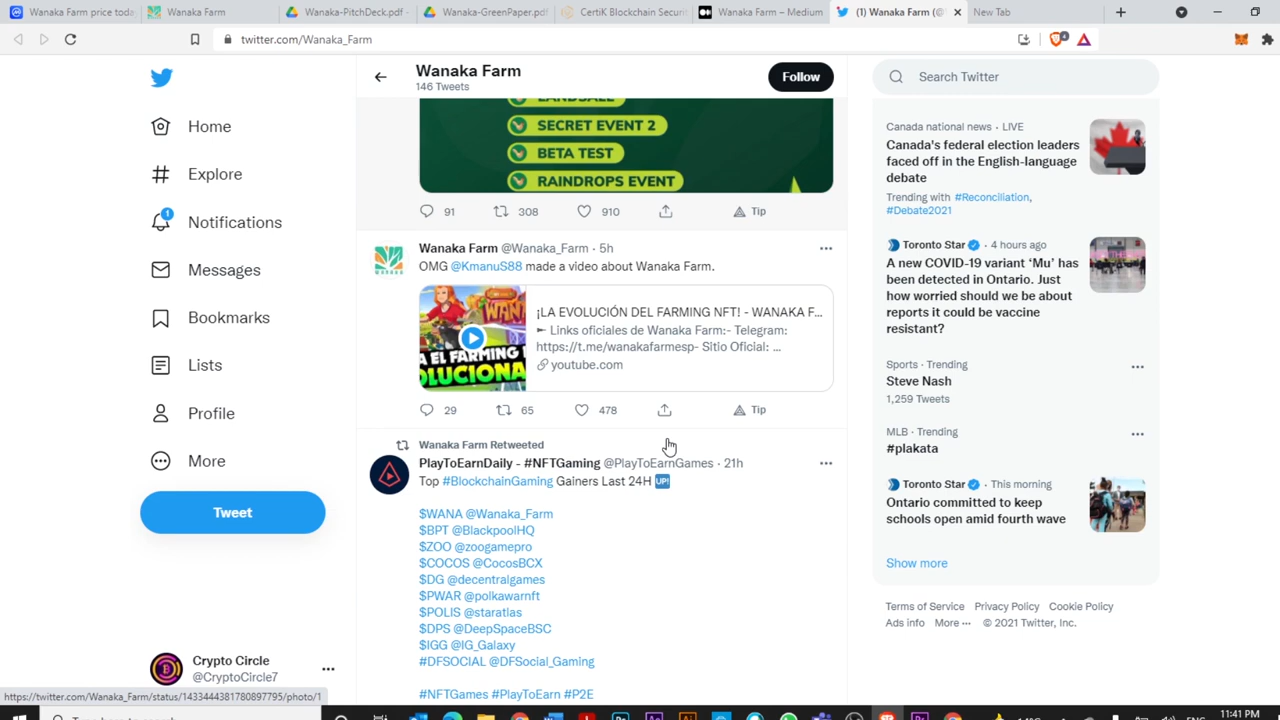 Wanaka Farm price toda
Wanaka Farm
Wanaka-PitchDeck.pdf -
Wanaka-GreenPaper.pdf
CertiK Blockchain Securi
Wanaka Farm – Medium
(1) Wanaka Farm (@
New Tab
twitter.com/Wanaka_Farm
4
Wanaka Farm
146 Tweets
Follow
Home
Explore
1
Notifications
Messages
Bookmarks
Lists
Profile
More
Tweet
Crypto Circle
@CryptoCircle7
LANDSALE
SECRET EVENT 2
BETA TEST
RAINDROPS EVENT
91 308 910 Tip
Wanaka Farm @Wanaka_Farm · 5h
OMG @KmanuS88 made a video about Wanaka Farm.
¡LA EVOLUCIÓN DEL FARMING NFT! - WANAKA F...
► Links oficiales de Wanaka Farm:- Telegram:
https://t.me/wanakafarmesp- Sitio Oficial: ...
youtube.com
29 65 478 Tip
Wanaka Farm Retweeted
PlayToEarnDaily - #NFTGaming @PlayToEarnGames · 21h
Top #BlockchainGaming Gainers Last 24H UP!
$WANA @Wanaka_Farm
$BPT @BlackpoolHQ
$ZOO @zoogamepro
$COCOS @CocosBCX
$DG @decentralgames
$PWAR @polkawarnft
$POLIS @staratlas
$DPS @DeepSpaceBSC
$IGG @IG_Galaxy
#DFSOCIAL @DFSocial_Gaming
#NFTGames #PlayToEarn #P2E
Search Twitter
Canada national news · LIVE
Canada's federal election leaders
faced off in the English-language
debate
Trending with #Reconciliation,
#Debate2021
Toronto Star · 4 hours ago
A new COVID-19 variant ‘Mu’ has
been detected in Ontario. Just
how worried should we be about
reports it could be vaccine
resistant?
Sports · Trending
Steve Nash
1,259 Tweets
MLB · Trending
#plakata
Toronto Star · This morning
Ontario committed to keep
schools open amid fourth wave
Show more
Terms of Service Privacy Policy Cookie Policy
Ads info More ··· © 2021 Twitter, Inc.
https://twitter.com/Wanaka_Farm/status/1433444381780897795/photo/1
11:41 PM